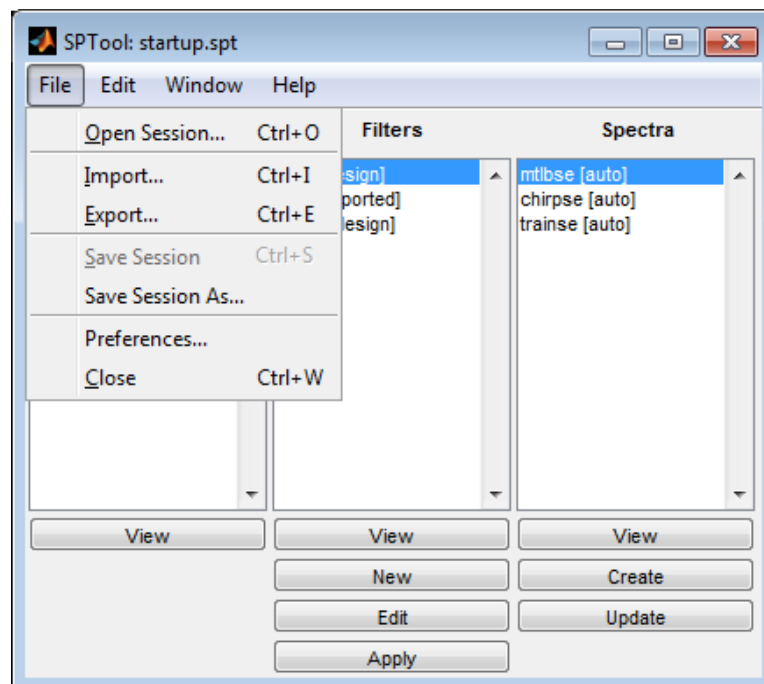 SPTool: startup.spt
File Edit Window Help
Open Session... Ctrl+O
Import... Ctrl+I
Export... Ctrl+E
Save Session Ctrl+S
Save Session As...
Preferences...
Close Ctrl+W
Filters
sign]
ported]
esign]
Spectra
mtlbse [auto]
chirpse [auto]
trainse [auto]
View
View
New
Edit
Apply
View
Create
Update